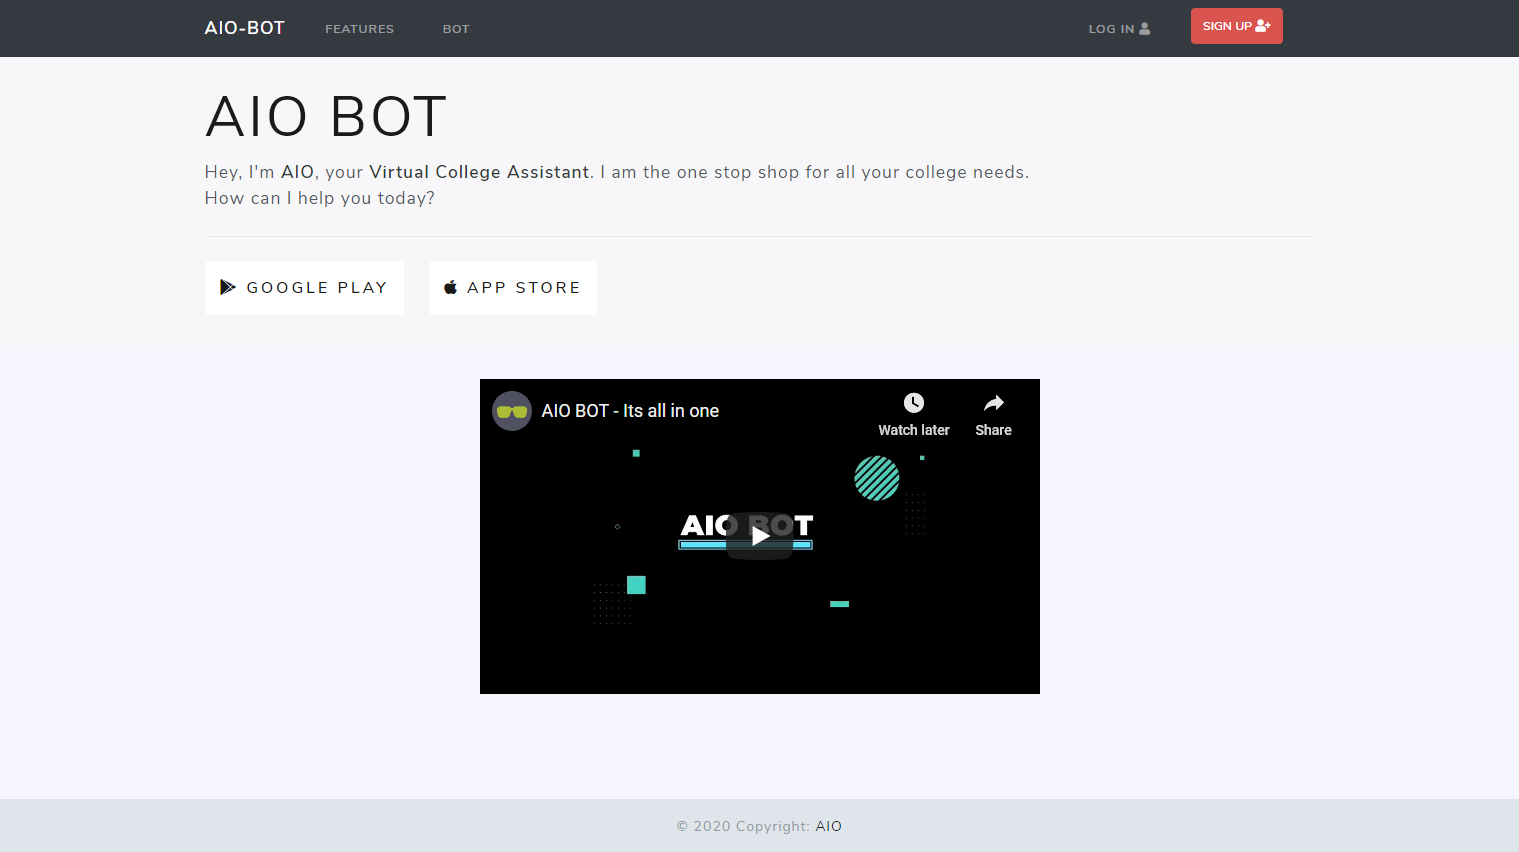 AIO-BOT FEATURES BOT LOG IN SIGN UP
AIO BOT
Hey, I'm AIO, your Virtual College Assistant. I am the one stop shop for all your college needs.
How can I help you today?
GOOGLE PLAY APP STORE
AIO BOT - Its all in one
Watch later Share
AIO BOT
© 2020 Copyright: AIO